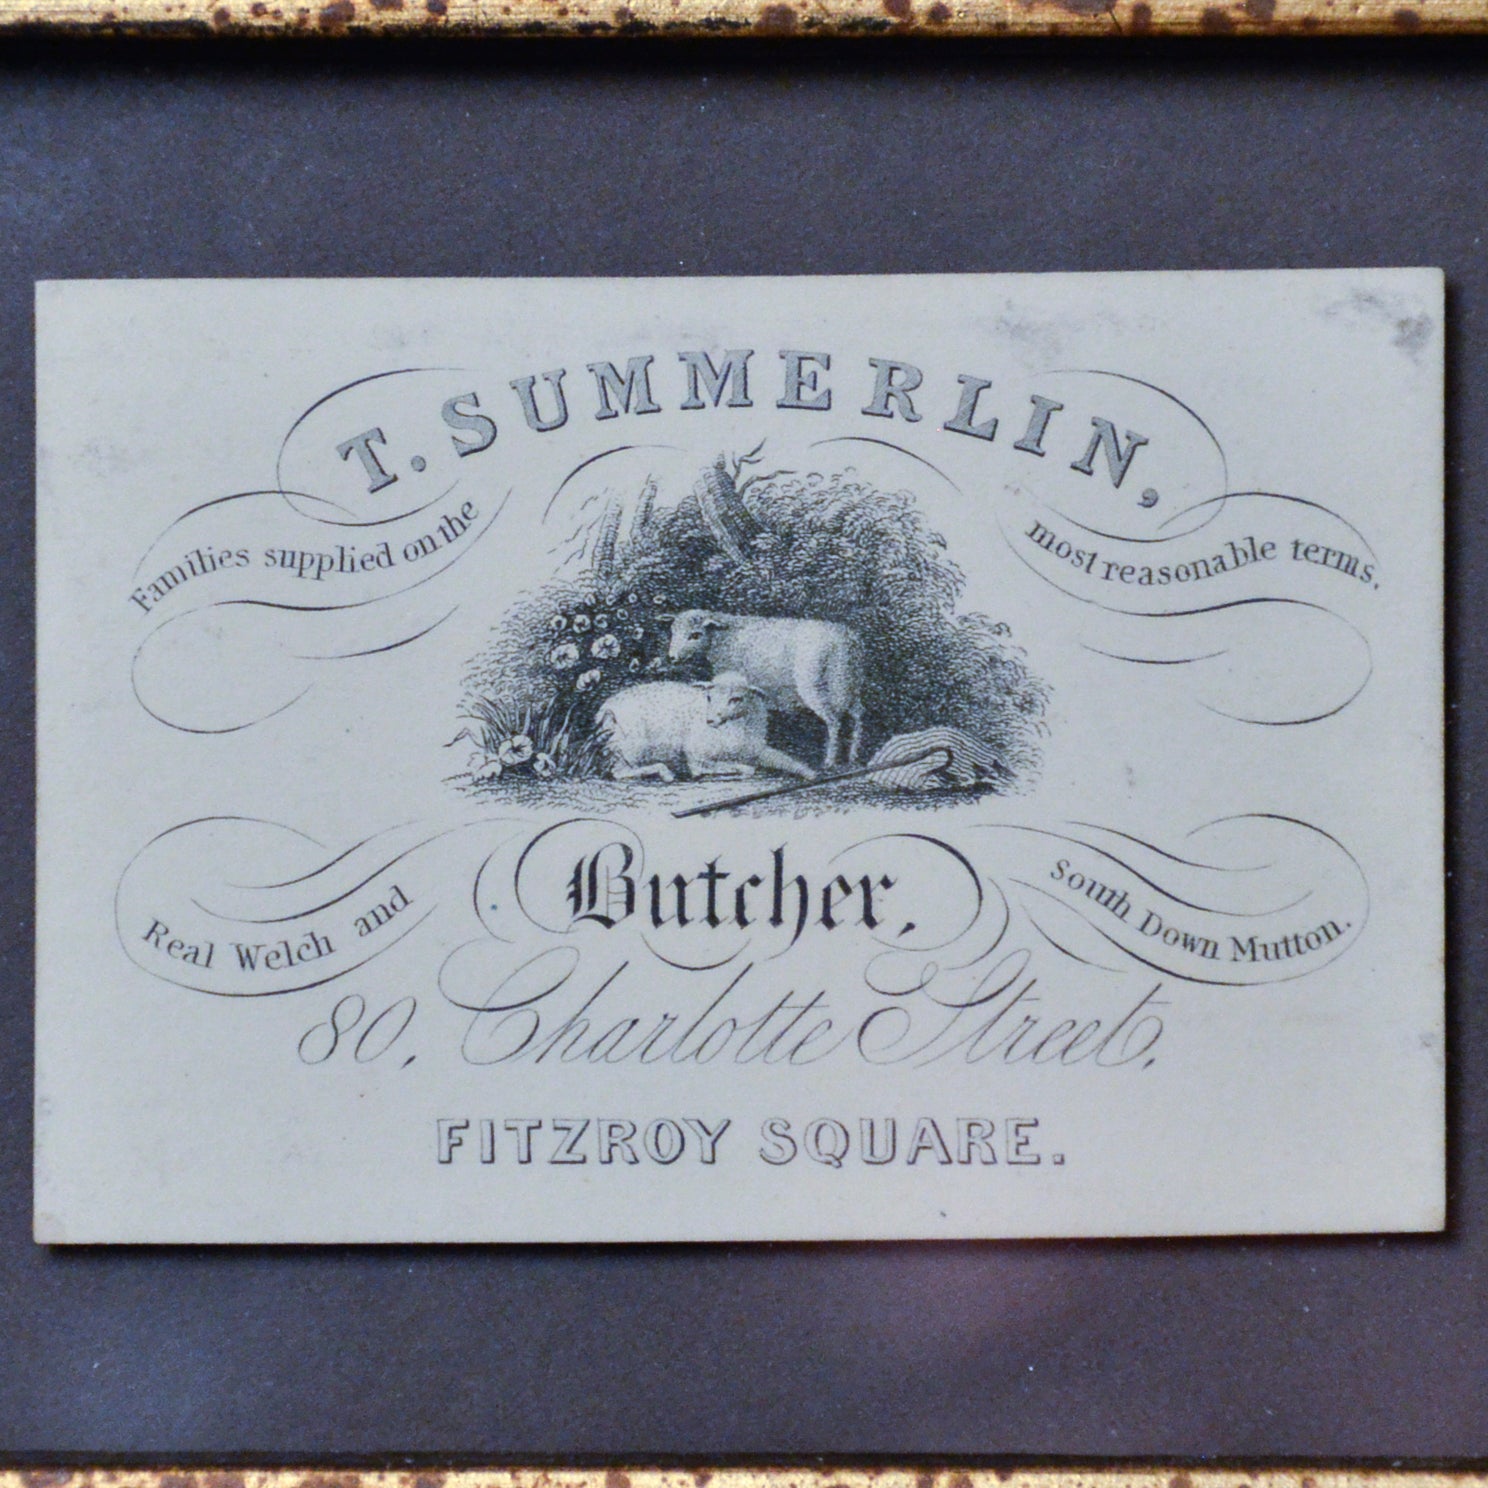 T. SUMMERLIN,
Families supplied on the most reasonable terms.
Butcher,
Real Welch and South Down Mutton.
80, Charlotte Street,
FITZROY SQUARE.